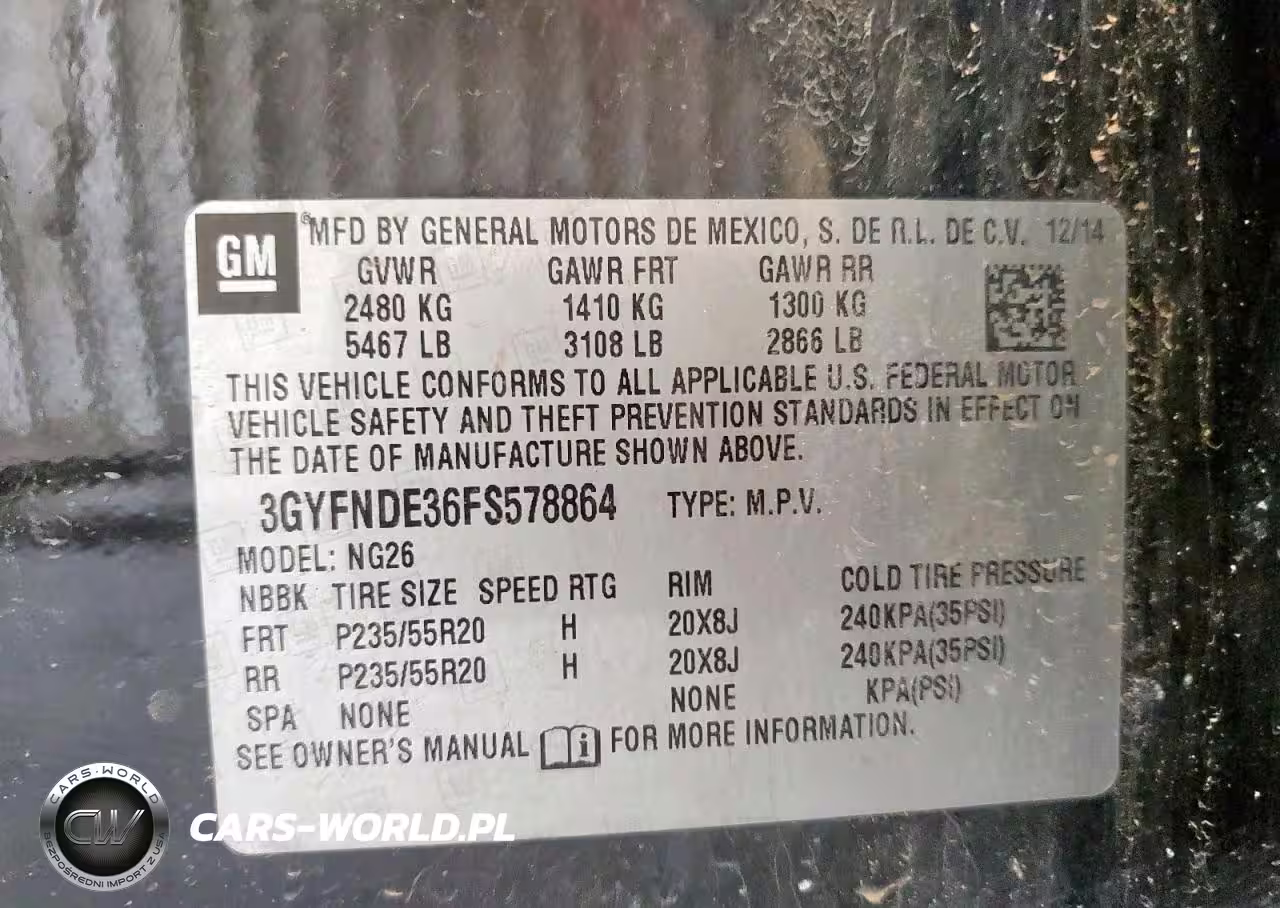 GM
®MFD BY GENERAL MOTORS DE MEXICO, S. DE R.L. DE C.V. 12/14
GVWR GAWR FRT GAWR RR
2480 KG 1410 KG 1300 KG
5467 LB 3108 LB 2866 LB
THIS VEHICLE CONFORMS TO ALL APPLICABLE U.S. FEDERAL MOTOR
VEHICLE SAFETY AND THEFT PREVENTION STANDARDS IN EFFECT ON
THE DATE OF MANUFACTURE SHOWN ABOVE.
3GYFNDE36FS578864 TYPE: M.P.V.
MODEL: NG26
NBBK TIRE SIZE SPEED RTG RIM COLD TIRE PRESSURE
FRT P235/55R20 H 20X8J 240KPA(35PSI)
RR P235/55R20 H 20X8J 240KPA(35PSI)
SPA NONE NONE KPA(PSI)
SEE OWNER'S MANUAL i FOR MORE INFORMATION.
CARS-WORLD
CW
BEZPOŚREDNI IMPORT Z USA
CARS-WORLD.PL